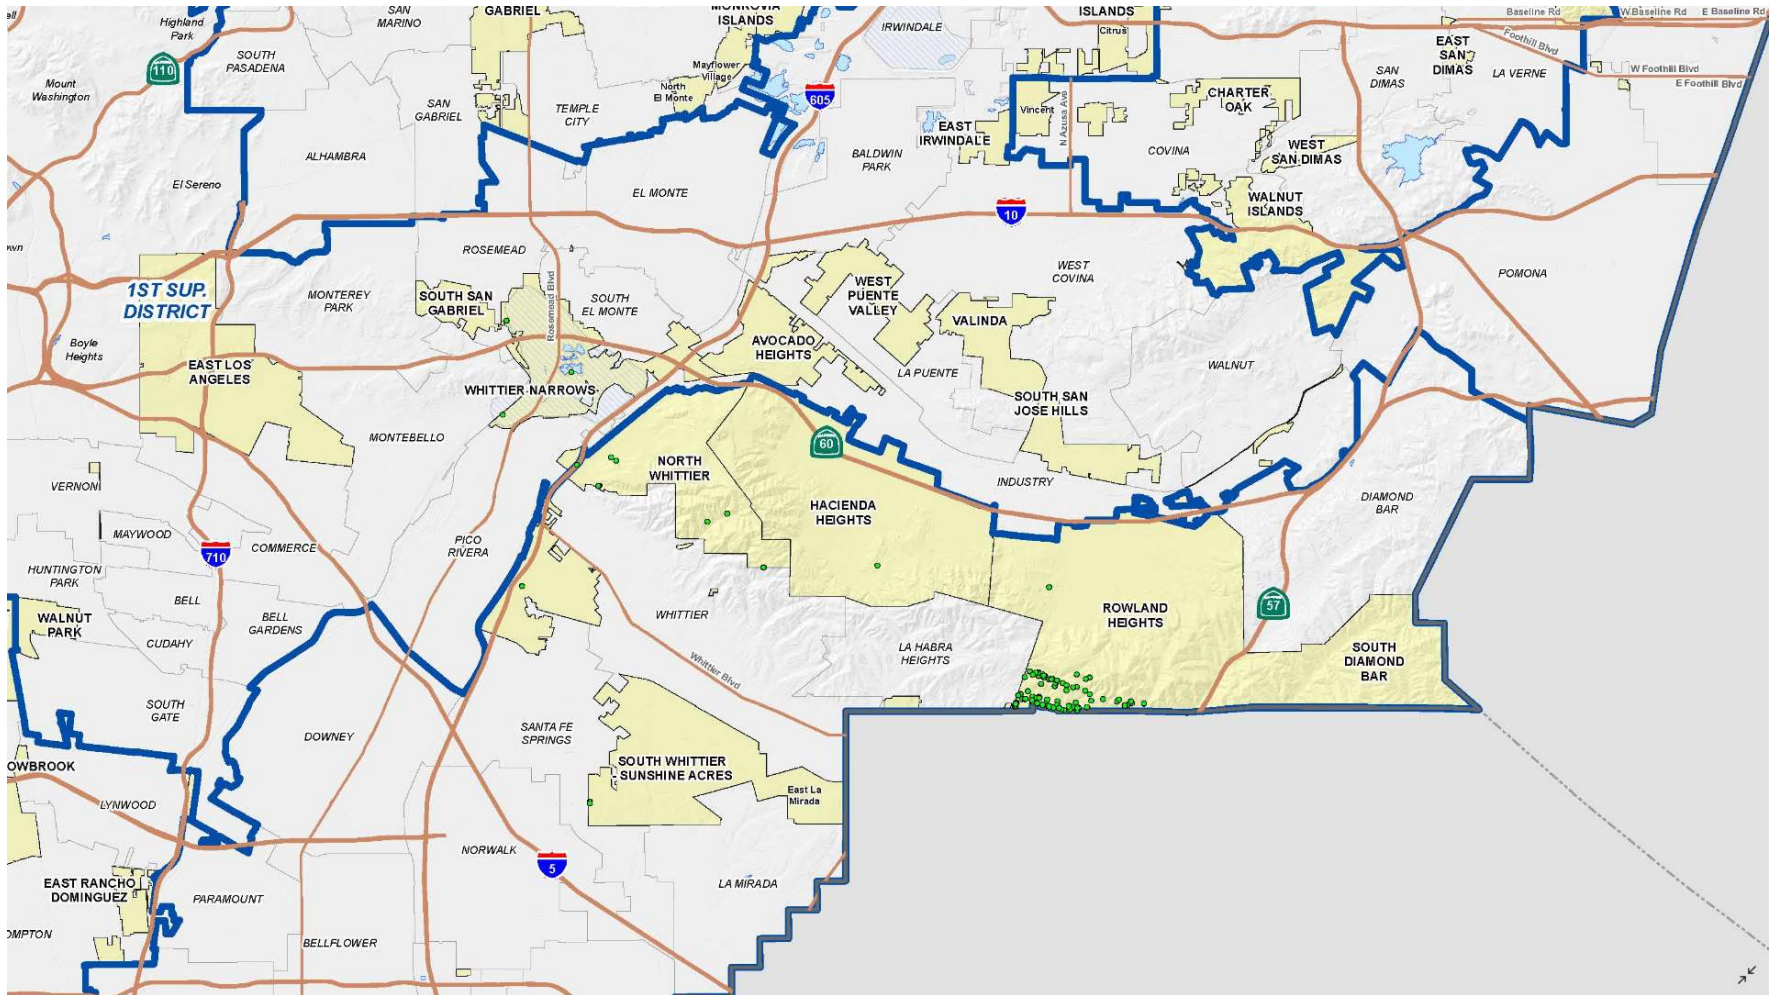 ell
Highland
Park
SAN
MARINO
GABRIEL
MONROVIA
ISLANDS
IRWINDALE
ISLANDS
Citrus
Baseline Rd
W Baseline Rd
E Baseline Rd
Foothill Blvd
EAST
SAN
DIMAS
LA VERNE
W Foothill Blvd
E Foothill Blvd
SOUTH
PASADENA
110
Mount
Washington
Mayflower
Village
North
El Monte
605
SAN
DIMAS
CHARTER
OAK
SAN
GABRIEL
TEMPLE
CITY
Vincent
N Azusa Ave
EAST
IRWINDALE
ALHAMBRA
BALDWIN
PARK
COVINA
WEST
SAN DIMAS
El Sereno
EL MONTE
10
WALNUT
ISLANDS
own
ROSEMEAD
WEST
COVINA
POMONA
1ST SUP.
DISTRICT
MONTEREY
PARK
SOUTH SAN
GABRIEL
Rosemead Blvd
SOUTH
EL MONTE
WEST
PUENTE
VALLEY
VALINDA
Boyle
Heights
AVOCADO
HEIGHTS
EAST LOS
ANGELES
LA PUENTE
WALNUT
WHITTIER NARROWS
SOUTH SAN
JOSE HILLS
MONTEBELLO
60
VERNON
NORTH
WHITTIER
INDUSTRY
DIAMOND
BAR
HACIENDA
HEIGHTS
MAYWOOD
COMMERCE
PICO
RIVERA
710
HUNTINGTON
PARK
BELL
WALNUT
PARK
BELL
GARDENS
CUDAHY
WHITTIER
ROWLAND
HEIGHTS
57
LA HABRA
HEIGHTS
SOUTH
DIAMOND
BAR
Whittier Blvd
SOUTH
GATE
DOWNEY
SANTA FE
SPRINGS
OWBROOK
SOUTH WHITTIER
SUNSHINE ACRES
East La
Mirada
LYNWOOD
NORWALK
5
EAST RANCHO
DOMINGUEZ
PARAMOUNT
LA MIRADA
OMPTON
BELLFLOWER